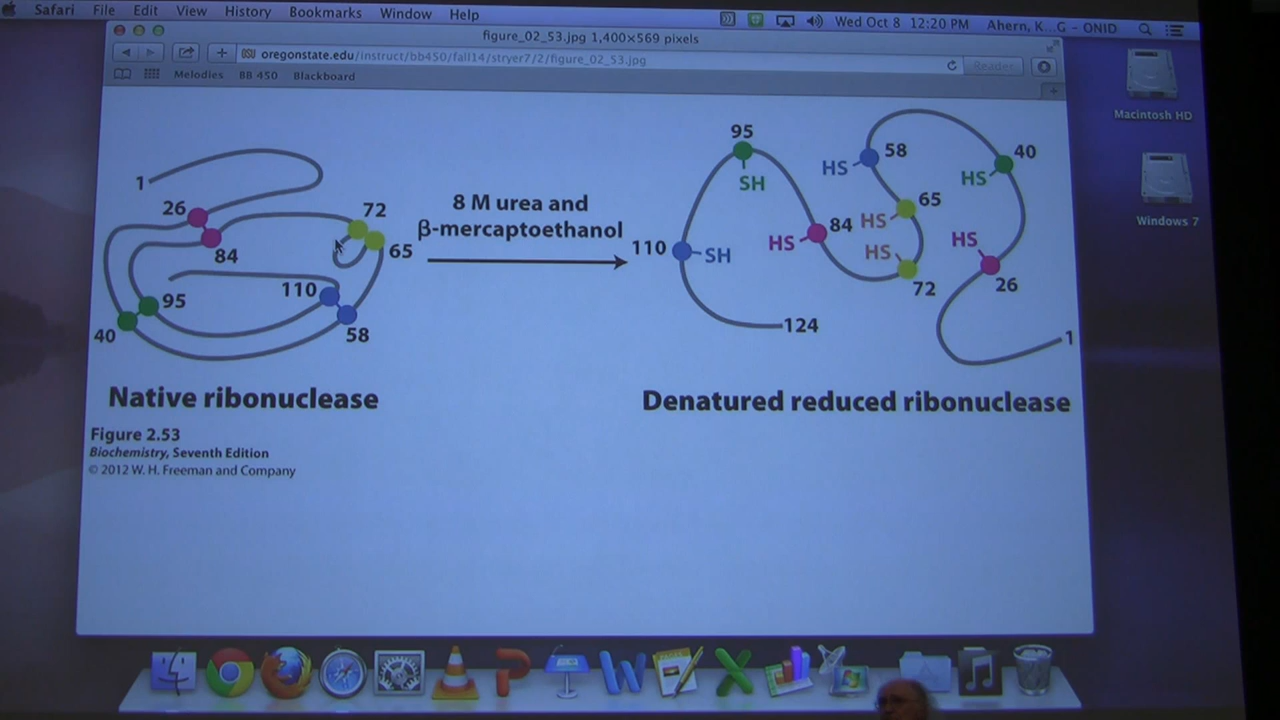 Safari File Edit View History Bookmarks Window Help
Wed Oct 8 12:20 PM Ahern, K...G - ONID
figure_02_53.jpg 1,400×569 pixels
OSU oregonstate.edu/instruct/bb450/fall14/stryer7/2/figure_02_53.jpg
Reader
Melodies BB 450 Blackboard
Macintosh HD
Windows 7
1
26
84
72
65
95
40
110
58
8 M urea and
β-mercaptoethanol
95
SH
110
SH
124
HS
84
HS
58
HS
65
HS
72
HS
40
HS
26
1
Native ribonuclease
Denatured reduced ribonuclease
Figure 2.53
Biochemistry, Seventh Edition
© 2012 W. H. Freeman and Company